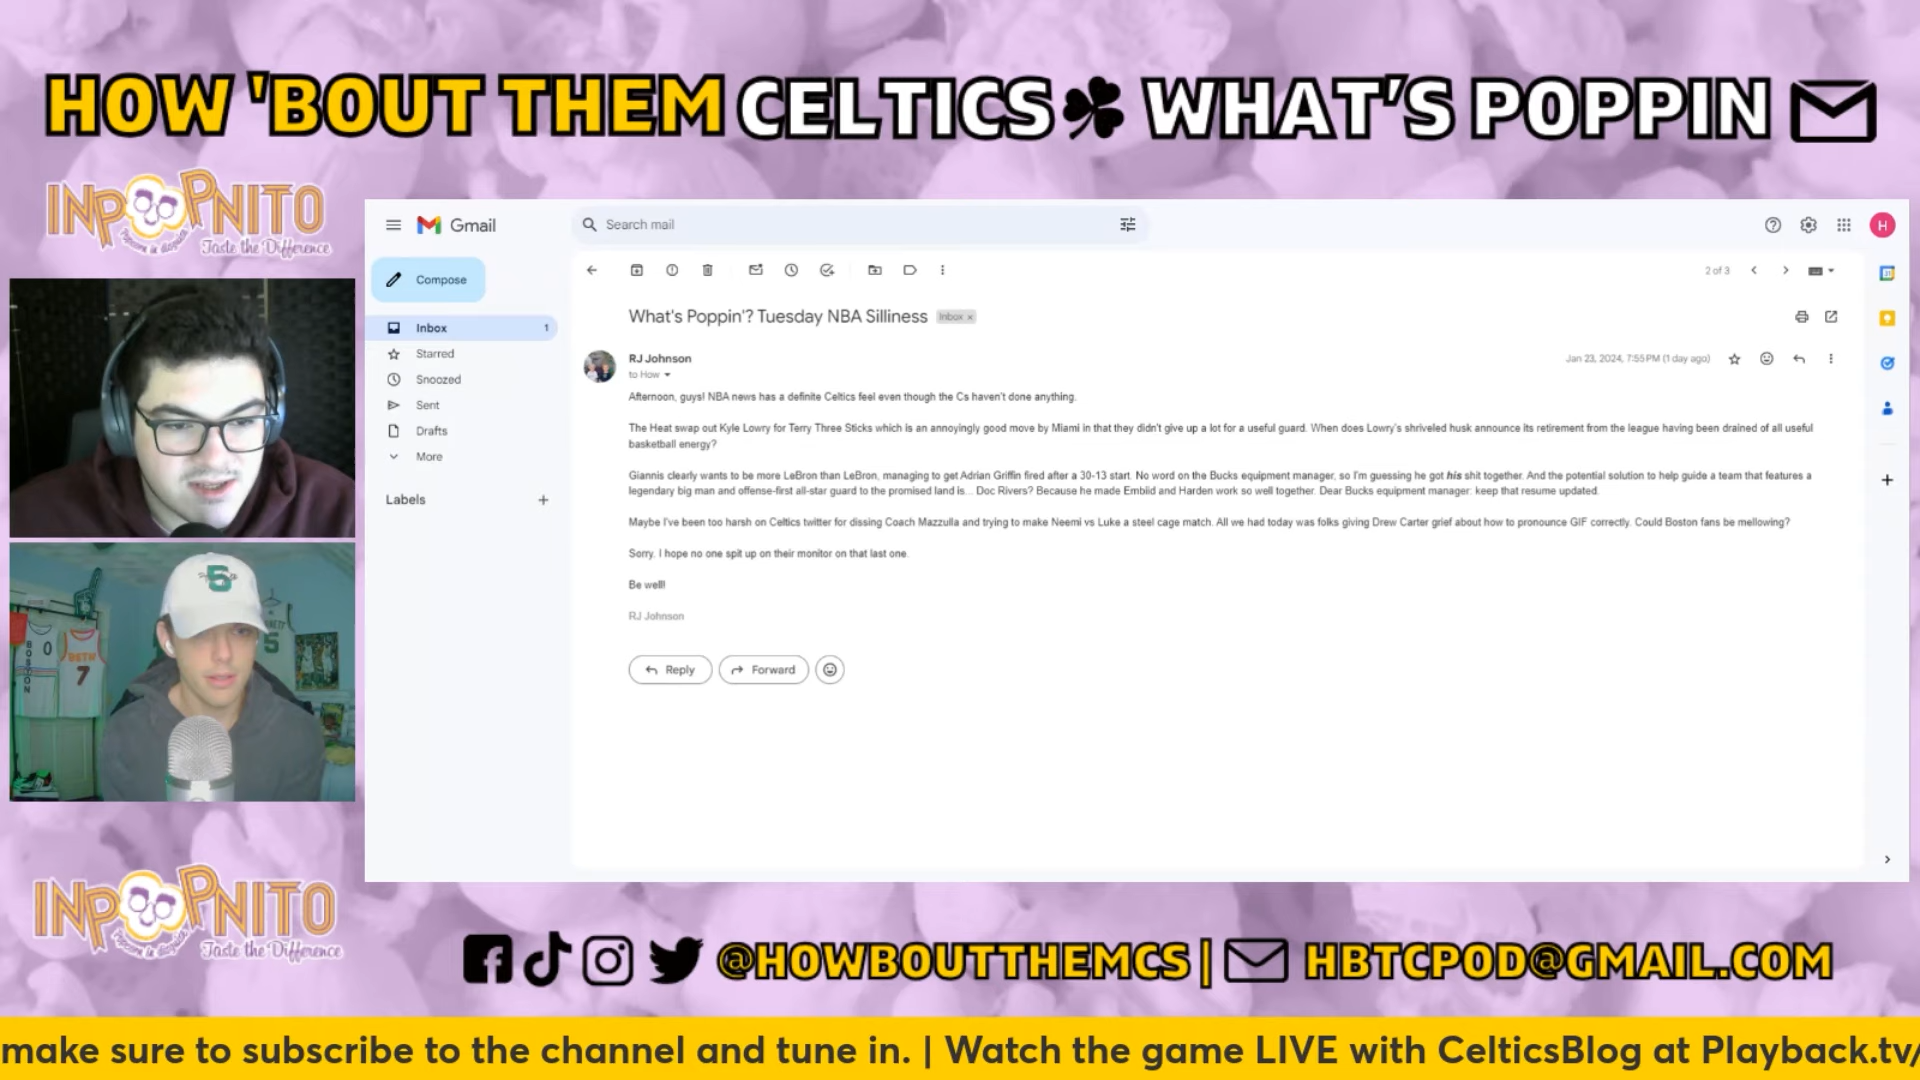 HOW 'BOUT THEM CELTICS WHAT'S POPPIN
INPOPNITO
Popcorn in disguise
Taste the Difference
Gmail
Search mail
H
Compose
2 of 3
Inbox 1
Starred
Snoozed
Sent
Drafts
More
Labels
What's Poppin'? Tuesday NBA Silliness Inbox x
RJ Johnson
Jan 23, 2024, 7:55 PM (1 day ago)
to How
Afternoon, guys! NBA news has a definite Celtics feel even though the Cs haven't done anything.
The Heat swap out Kyle Lowry for Terry Three Sticks which is an annoyingly good move by Miami in that they didn't give up a lot for a useful guard. When does Lowry's shriveled husk announce its retirement from the league having been drained of all useful
basketball energy?
Giannis clearly wants to be more LeBron than LeBron, managing to get Adrian Griffin fired after a 30-13 start. No word on the Bucks equipment manager, so I'm guessing he got his shit together. And the potential solution to help guide a team that features a
legendary big man and offense-first all-star guard to the promised land is... Doc Rivers? Because he made Embiid and Harden work so well together. Dear Bucks equipment manager: keep that resume updated.
Maybe I've been too harsh on Celtics twitter for dissing Coach Mazzulla and trying to make Neemi vs Luke a steel cage match. All we had today was folks giving Drew Carter grief about how to pronounce GIF correctly. Could Boston fans be mellowing?
Sorry. I hope no one spit up on their monitor on that last one.
Be well!
RJ Johnson
Reply
Forward
5
BOSTON
0
BSTN
7
5
INPOPNITO
Popcorn in disguise
Taste the Difference
@HOWBOUTTHEMCS | HBTCPOD@GMAIL.COM
make sure to subscribe to the channel and tune in. | Watch the game LIVE with CelticsBlog at Playback.tv/